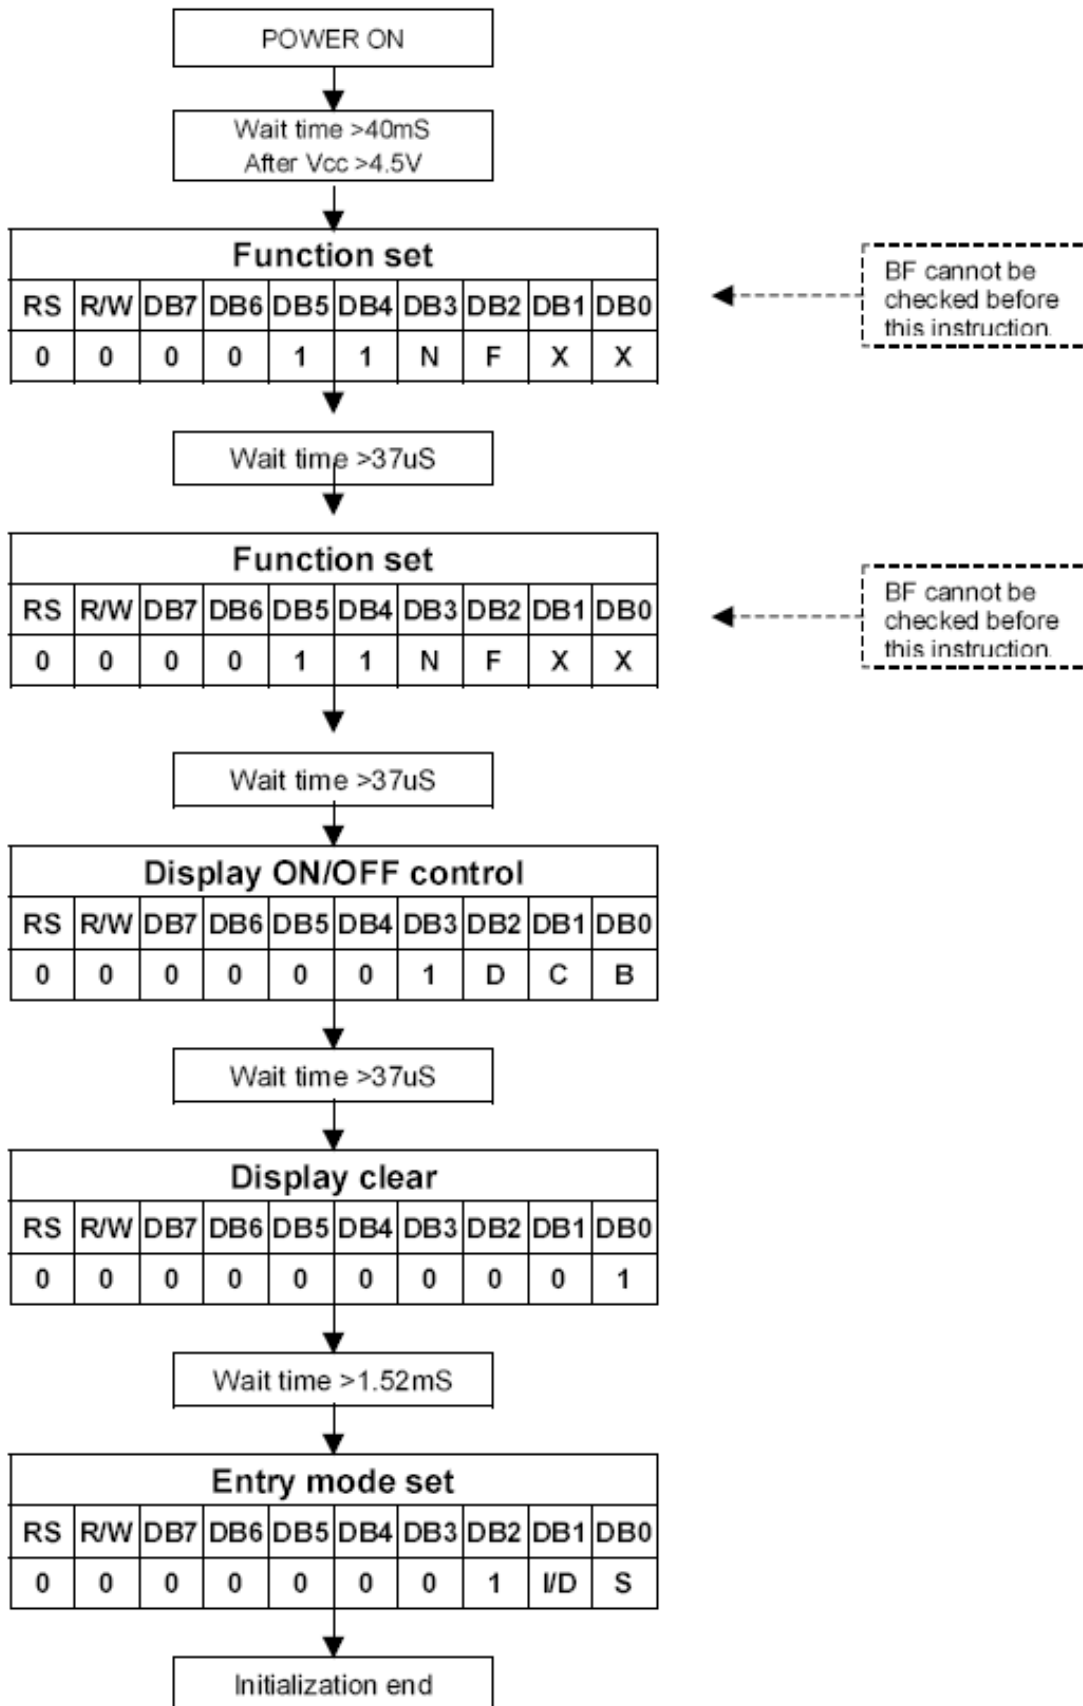 POWER ON
Wait time >40mS
After Vcc >4.5V
Function set
RS R/W DB7 DB6 DB5 DB4 DB3 DB2 DB1 DB0
0 0 0 0 1 1 N F X X
BF cannot be
checked before
this instruction.
Wait time >37uS
Function set
RS R/W DB7 DB6 DB5 DB4 DB3 DB2 DB1 DB0
0 0 0 0 1 1 N F X X
BF cannot be
checked before
this instruction.
Wait time >37uS
Display ON/OFF control
RS R/W DB7 DB6 DB5 DB4 DB3 DB2 DB1 DB0
0 0 0 0 0 0 1 D C B
Wait time >37uS
Display clear
RS R/W DB7 DB6 DB5 DB4 DB3 DB2 DB1 DB0
0 0 0 0 0 0 0 0 0 1
Wait time >1.52mS
Entry mode set
RS R/W DB7 DB6 DB5 DB4 DB3 DB2 DB1 DB0
0 0 0 0 0 0 0 1 I/D S
Initialization end